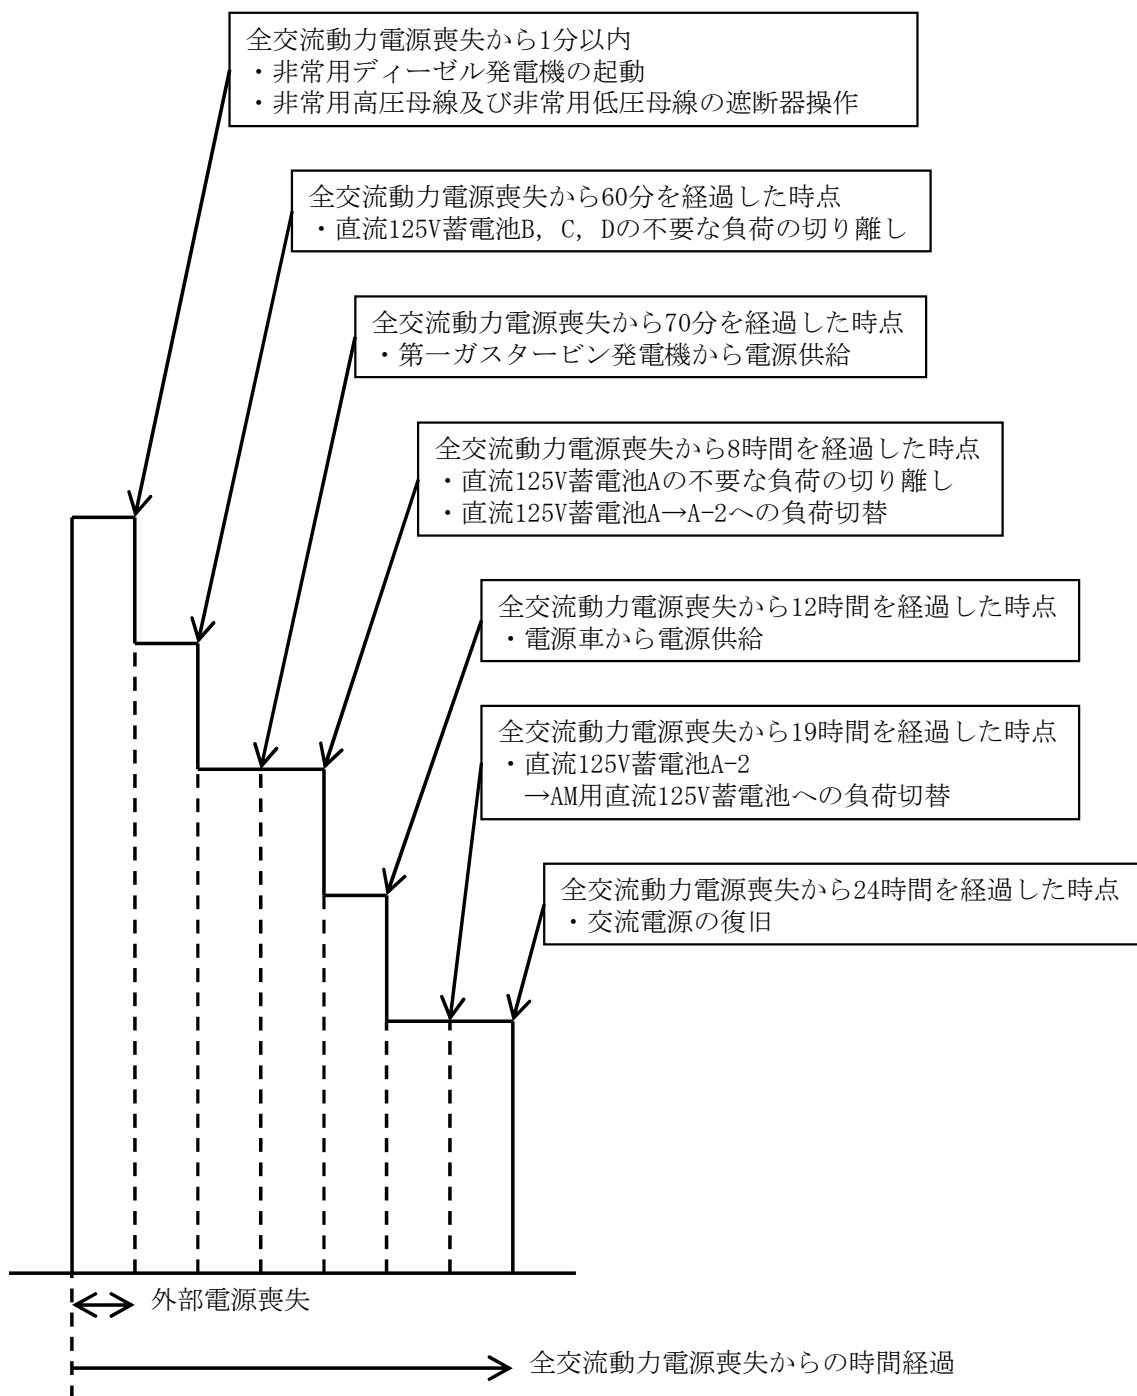 全交流動力電源喪失から1分以内
・非常用ディーゼル発電機の起動
・非常用高圧母線及び非常用低圧母線の遮断器操作
全交流動力電源喪失から60分を経過した時点
・直流125V蓄電池B, C, Dの不要な負荷の切り離し
全交流動力電源喪失から70分を経過した時点
・第一ガスタービン発電機から電源供給
全交流動力電源喪失から8時間を経過した時点
・直流125V蓄電池Aの不要な負荷の切り離し
・直流125V蓄電池A→A-2への負荷切替
全交流動力電源喪失から12時間を経過した時点
・電源車から電源供給
全交流動力電源喪失から19時間を経過した時点
・直流125V蓄電池A-2
→AM用直流125V蓄電池への負荷切替
全交流動力電源喪失から24時間を経過した時点
・交流電源の復旧
外部電源喪失
全交流動力電源喪失からの時間経過